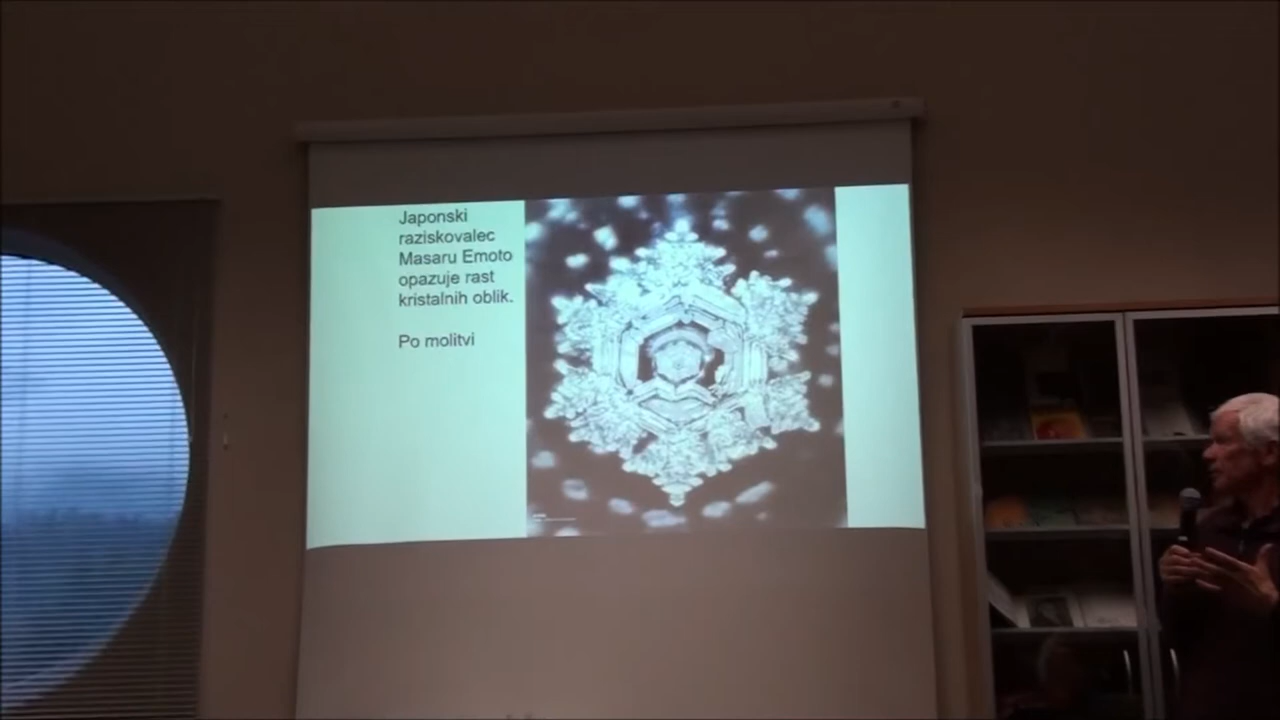 Japonski
raziskovalec
Masaru Emoto
opazuje rast
kristalnih oblik.
Po molitvi